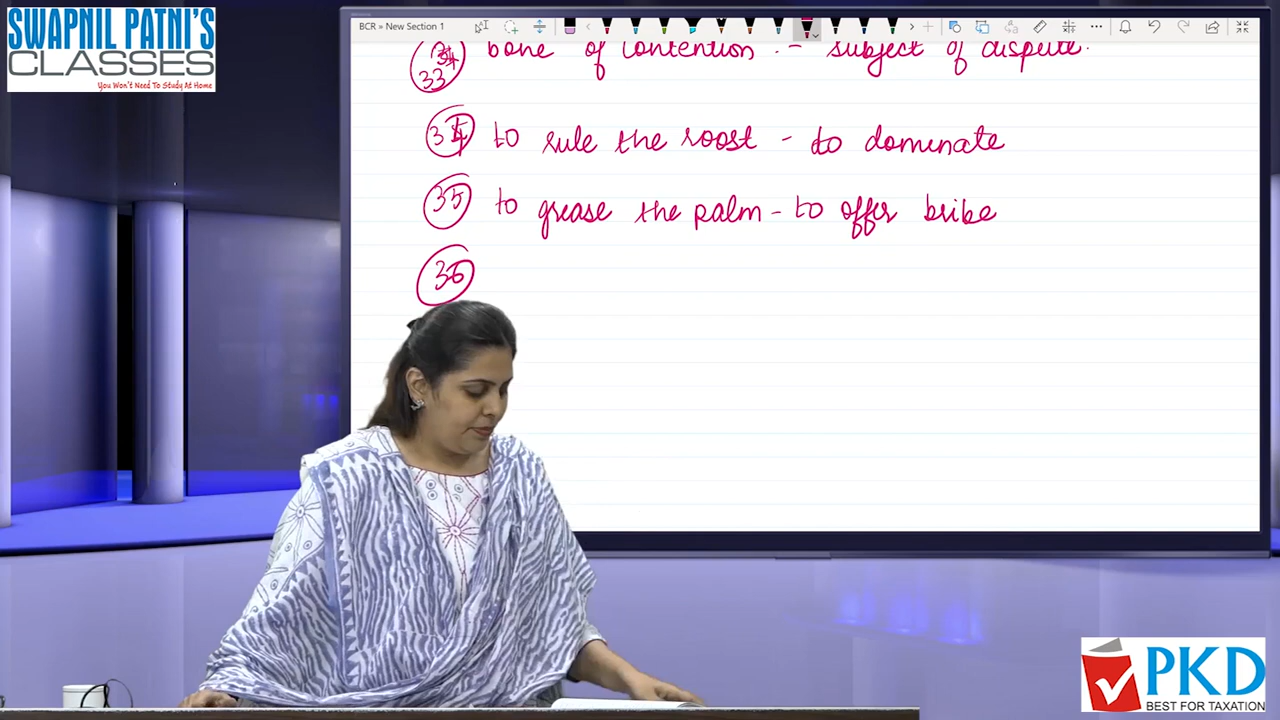 SWAPNIL PATNI'S
CLASSES
You Won't Need To Study At Home
BCR » New Section 1
33 bone of contention. - subject of dispute.
34 to rule the roost - to dominate
35 to grease the palm - to offer bribe
36
PKD
BEST FOR TAXATION